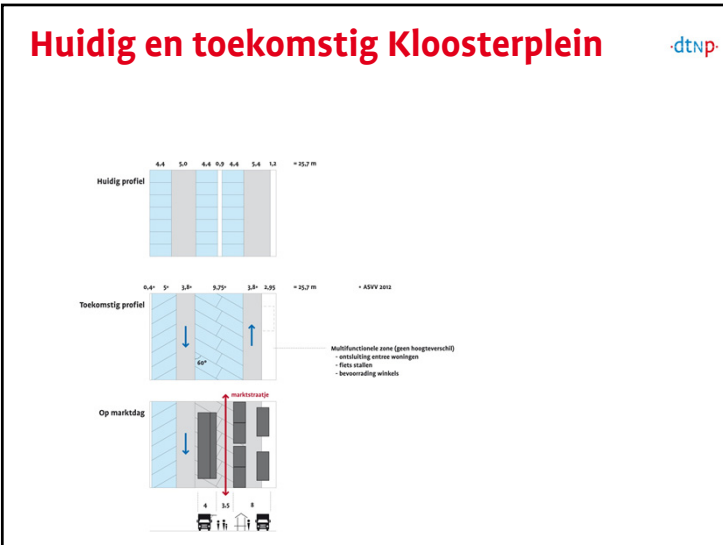 Huidig en toekomstig Kloosterplein
·dtNp·
4,4 5,0 4,4 0,9 4,4 5,4 1,2 = 25,7 m
Huidig profiel
0,4* 5* 3,8* 9,75* 3,8* 2,95 = 25,7 m * ASVV 2012
Toekomstig profiel
60°
Multifunctionele zone (geen hoogteverschil)
- ontsluiting entree woningen
- fiets stallen
- bevoorrading winkels
marktstraatje
Op marktdag
4 3,5 8